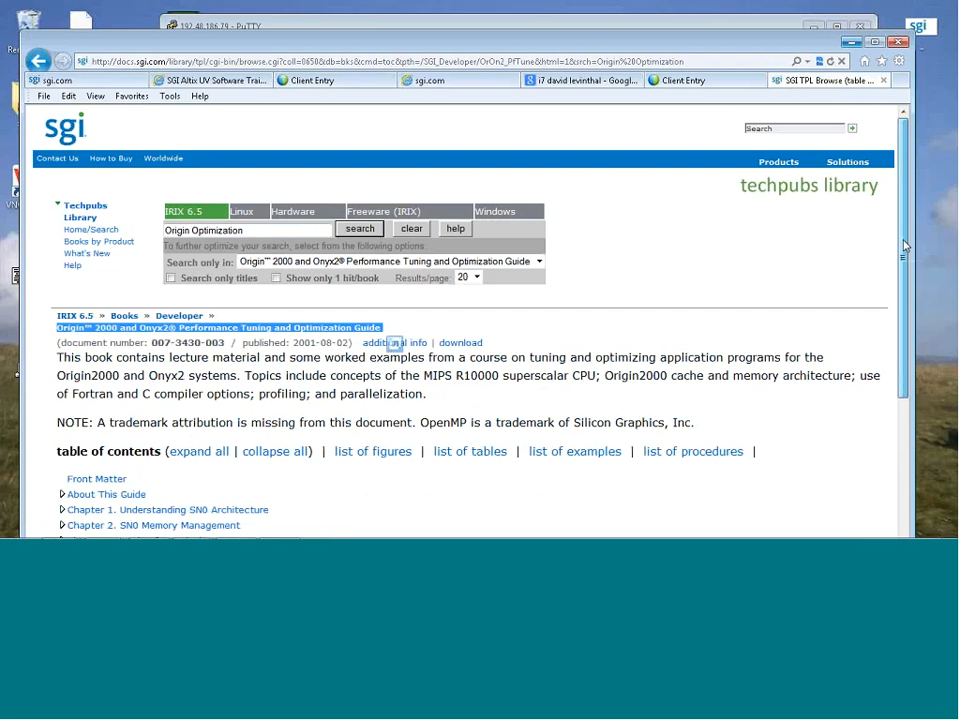 192.48.186.79 - PuTTY
sgi
http://docs.sgi.com/library/tpl/cgi-bin/browse.cgi?coll=0650&db=bks&cmd=toc&pth=/SGI_Developer/OrOn2_PfTune&html=1&srch=Origin%20Optimization
sgi sgi.com
SGI Altix UV Software Trai...
Client Entry
sgi.com
i7 david levinthal - Googl...
Client Entry
SGI TPL Browse (table ...
File Edit View Favorites Tools Help
sgi
Search
Contact Us How to Buy Worldwide
Products Solutions
techpubs library
Techpubs
Library
Home/Search
Books by Product
What's New
Help
IRIX 6.5 Linux Hardware Freeware (IRIX) Windows
Origin Optimization search clear help
To further optimize your search, select from the following options:
Search only in: Origin™ 2000 and Onyx2® Performance Tuning and Optimization Guide
Search only titles Show only 1 hit/book Results/page: 20
IRIX 6.5 » Books » Developer »
Origin™ 2000 and Onyx2® Performance Tuning and Optimization Guide
(document number: 007-3430-003 / published: 2001-08-02) additional info | download
This book contains lecture material and some worked examples from a course on tuning and optimizing application programs for the
Origin2000 and Onyx2 systems. Topics include concepts of the MIPS R10000 superscalar CPU; Origin2000 cache and memory architecture; use
of Fortran and C compiler options; profiling; and parallelization.
NOTE: A trademark attribution is missing from this document. OpenMP is a trademark of Silicon Graphics, Inc.
table of contents (expand all | collapse all) | list of figures | list of tables | list of examples | list of procedures |
Front Matter
About This Guide
Chapter 1. Understanding SN0 Architecture
Chapter 2. SN0 Memory Management